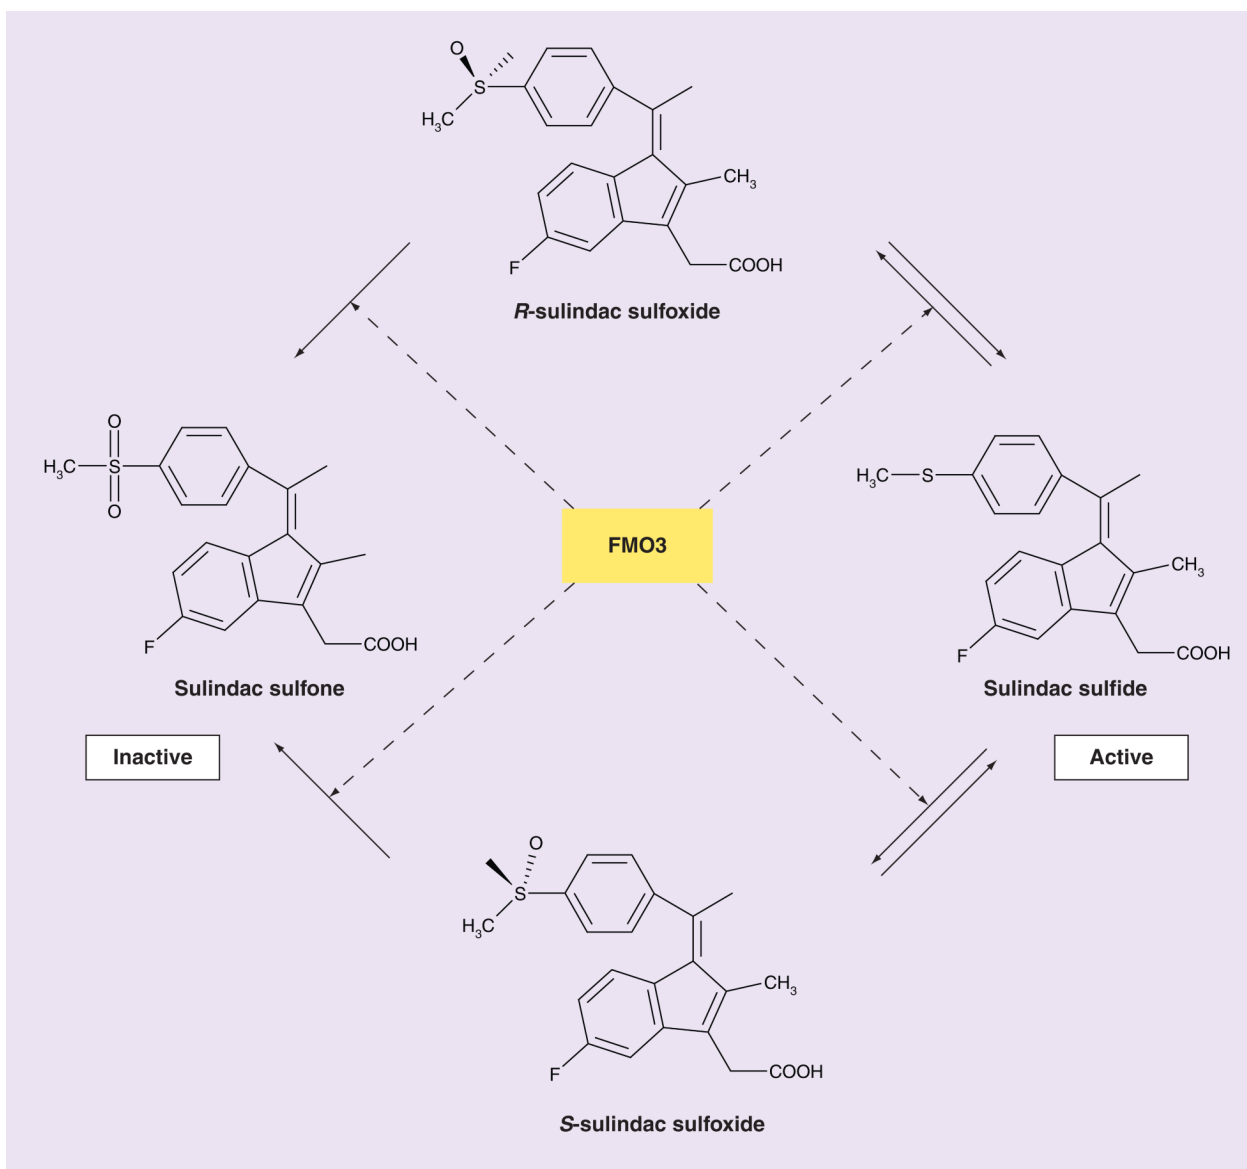 O
S
H₃C
CH₃
F
COOH
R-sulindac sulfoxide
O
H₃C
S
O
F
COOH
Sulindac sulfone
Inactive
FMO3
H₃C
S
CH₃
F
COOH
Sulindac sulfide
Active
O
S
H₃C
CH₃
F
COOH
S-sulindac sulfoxide